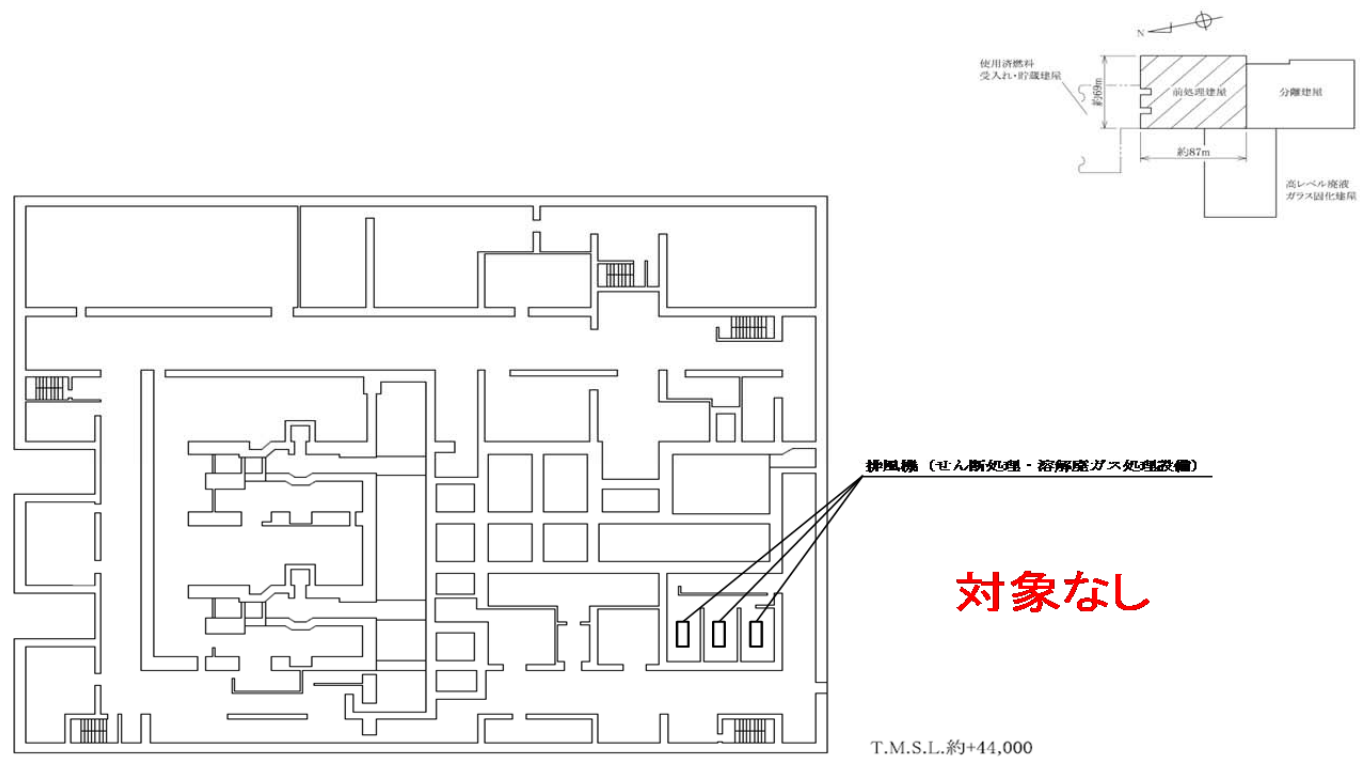 N
使用済燃料
受入れ・貯蔵建屋
約69m
前処理建屋
分離建屋
約87m
高レベル廃液
ガラス固化建屋
排風機（せん断処理・溶解廃ガス処理設備）
対象なし
T.M.S.L.約+44,000